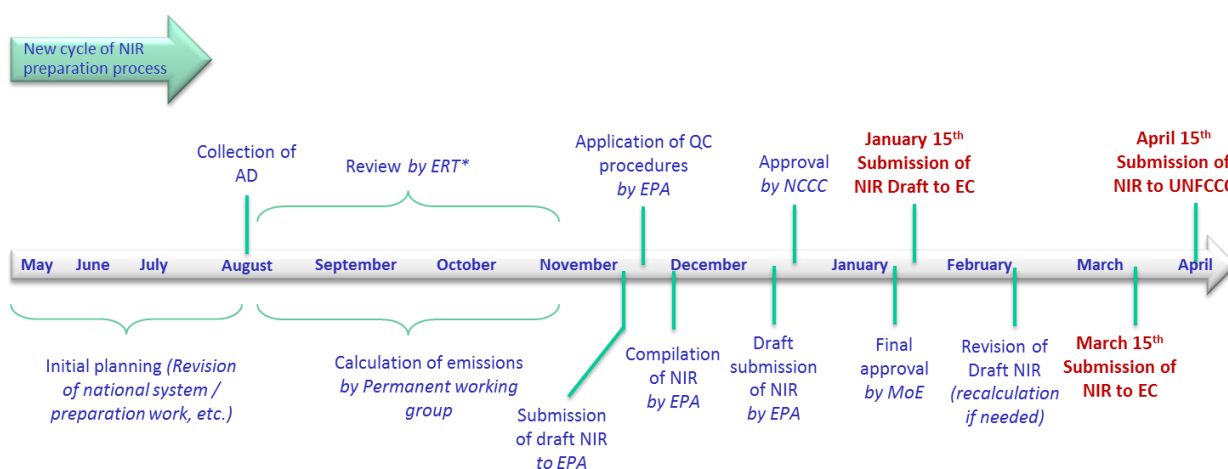 New cycle of NIR
preparation process
Collection of
AD
Review by ERT*
Application of QC
procedures
by EPA
Approval
by NCCC
January 15th
Submission of
NIR Draft to EC
April 15th
Submission of
NIR to UNFCCC
May June July August September October November December January February March April
Initial planning (Revision
of national system /
preparation work, etc.)
Calculation of emissions
by Permanent working
group
Submission
of draft NIR
to EPA
Compilation
of NIR
by EPA
Draft
submission
of NIR
by EPA
Final
approval
by MoE
Revision of
Draft NIR
(recalculation
if needed)
March 15th
Submission of
NIR to EC